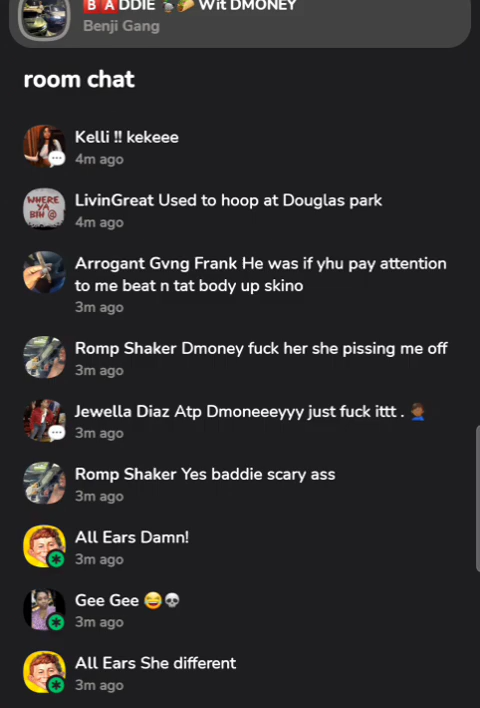 🅱🅰DDIE 🌮 Wit DMONEY
Benji Gang
room chat
Kelli ‼ kekeee
4m ago
WHERE
YA
LivinGreat Used to hoop at Douglas park
4m ago
Arrogant Gvng Frank He was if yhu pay attention
to me beat n tat body up skino
3m ago
Romp Shaker Dmoney fuck her she pissing me off
3m ago
Jewella Diaz Atp Dmoneeeyyy just fuck ittt . 🤦🏾‍♀️
3m ago
Romp Shaker Yes baddie scary ass
3m ago
All Ears Damn!
3m ago
Gee Gee 😂💀
3m ago
All Ears She different
3m ago